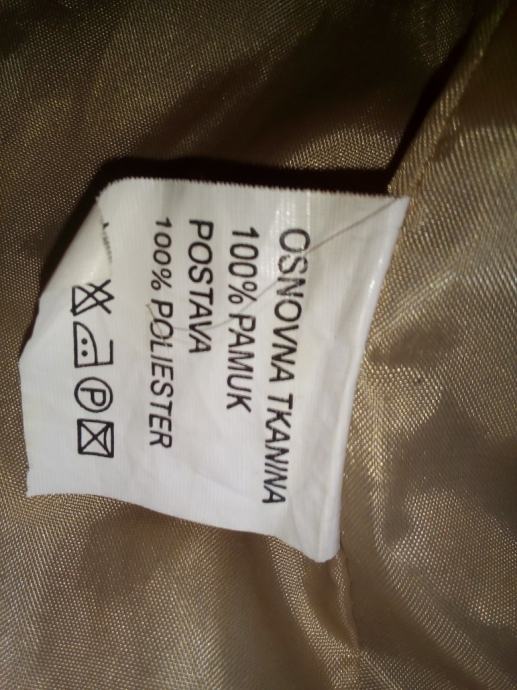 OSNOVNA TKANINA
100% PAMUK
POSTAVA
100% POLIESTER
P